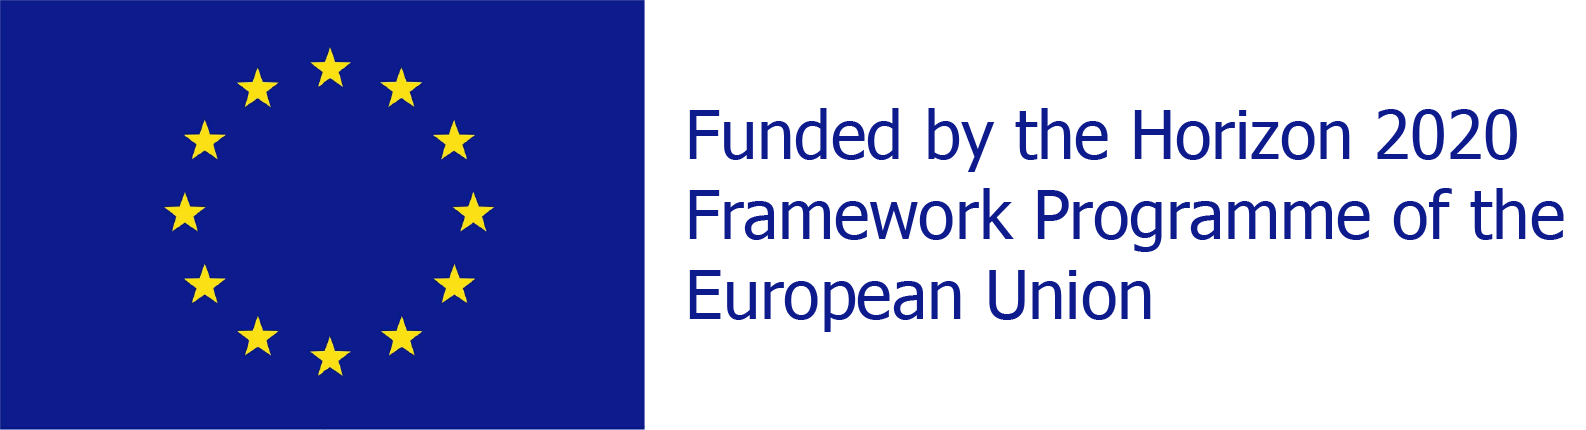 Funded by the Horizon 2020
Framework Programme of the
European Union